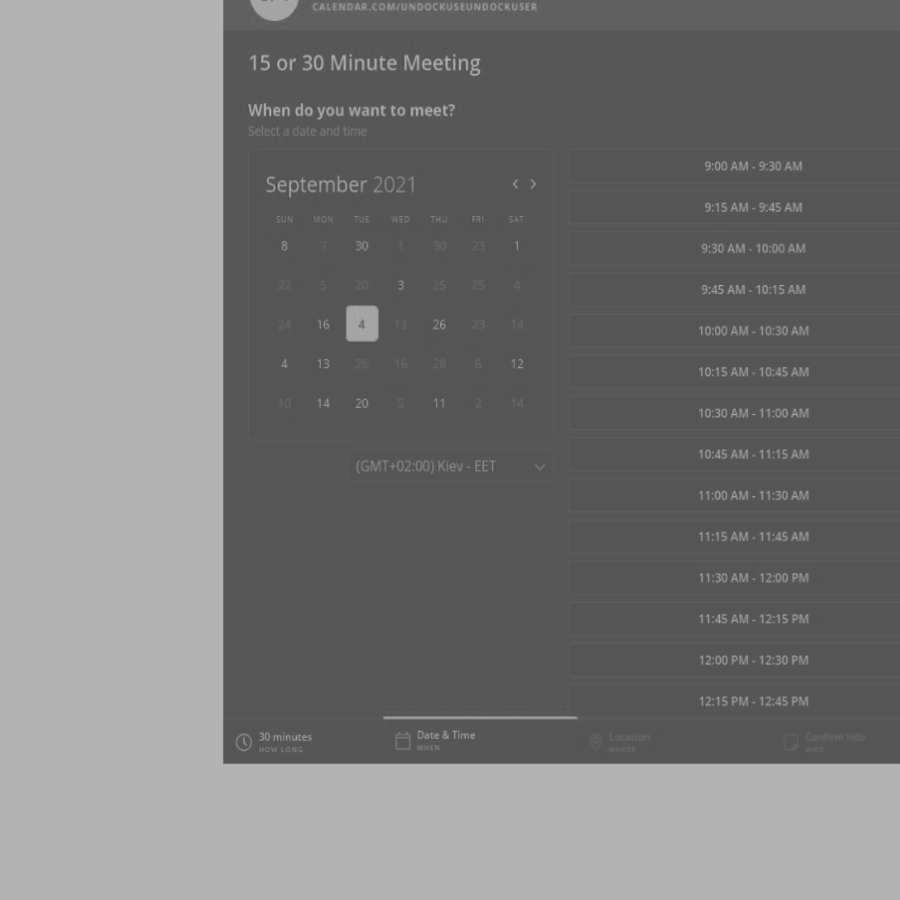 CALENDAR.COM/UNDOCKUSEUNDOCKUSER
15 or 30 Minute Meeting
When do you want to meet?
Select a date and time
September 2021
SUN MON TUE WED THU FRI SAT
8 7 30 1 30 23 1
22 5 20 3 25 25 4
24 16 4 13 26 23 14
4 13 26 16 28 6 12
10 14 20 5 11 2 14
(GMT+02:00) Kiev - EET
9:00 AM - 9:30 AM
9:15 AM - 9:45 AM
9:30 AM - 10:00 AM
9:45 AM - 10:15 AM
10:00 AM - 10:30 AM
10:15 AM - 10:45 AM
10:30 AM - 11:00 AM
10:45 AM - 11:15 AM
11:00 AM - 11:30 AM
11:15 AM - 11:45 AM
11:30 AM - 12:00 PM
11:45 AM - 12:15 PM
12:00 PM - 12:30 PM
12:15 PM - 12:45 PM
30 minutes
HOW LONG
Date & Time
WHEN
Location
WHERE
Confirm Info
WHO